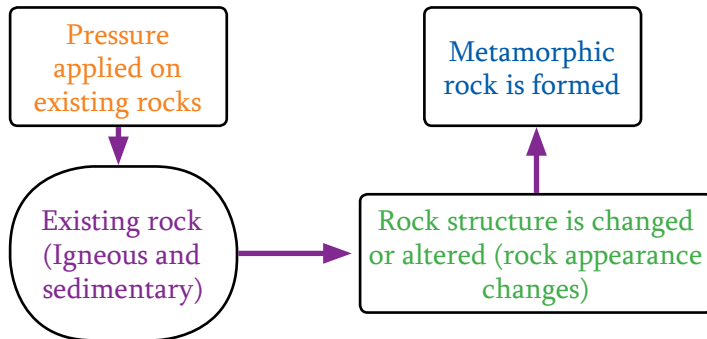 Pressure
applied on
existing rocks
Existing rock
(Igneous and
sedimentary)
Rock structure is changed
or altered (rock appearance
changes)
Metamorphic
rock is formed